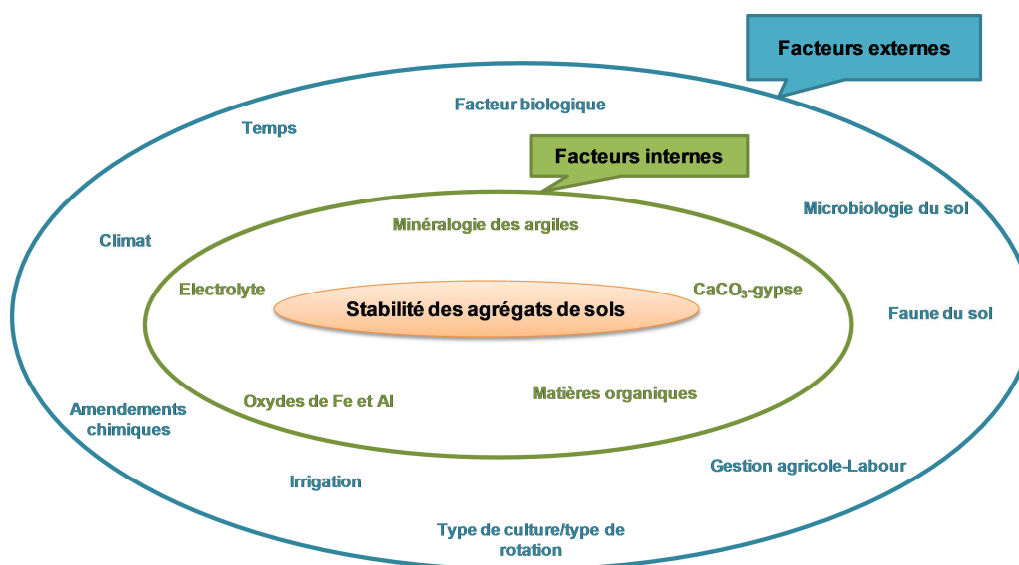 Facteurs externes
Facteur biologique
Temps
Facteurs internes
Microbiologie du sol
Minéralogie des argiles
Climat
Electrolyte
CaCO₃-gypse
Stabilité des agrégats de sols
Faune du sol
Matières organiques
Oxydes de Fe et Al
Amendements
chimiques
Gestion agricole-Labour
Irrigation
Type de culture/type de
rotation